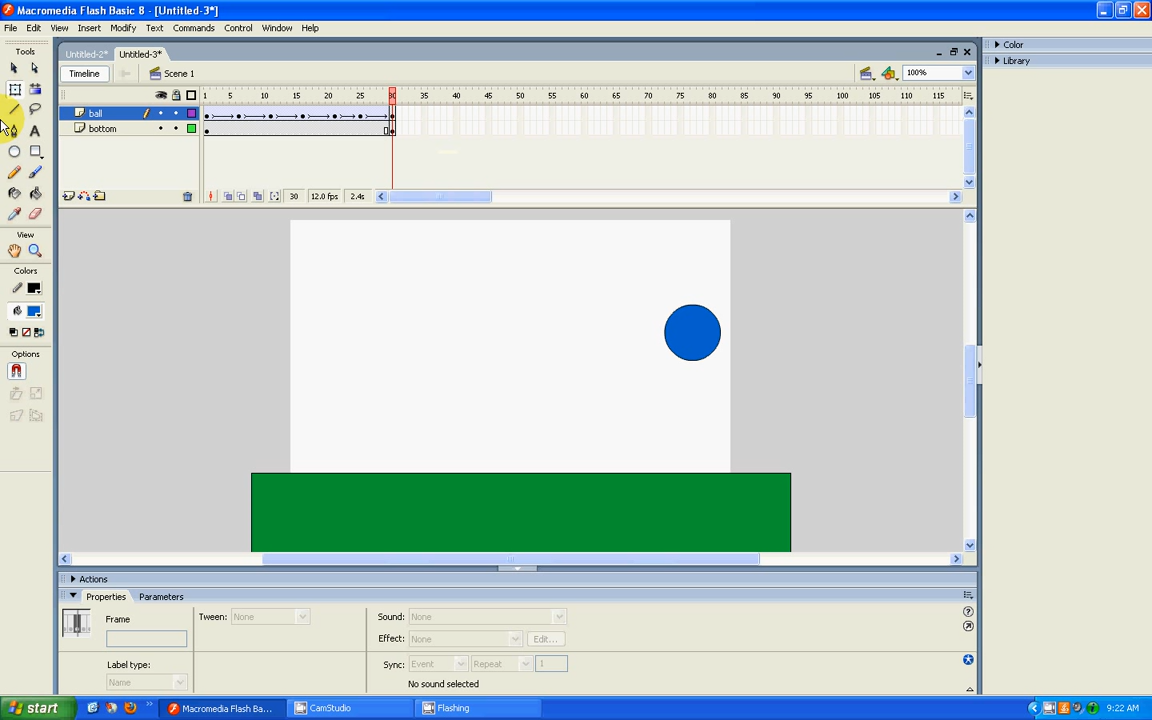 Macromedia Flash Basic 8 - [Untitled-3*]
File Edit View Insert Modify Text Commands Control Window Help
Tools
Untitled-2* Untitled-3*
Timeline Scene 1 100%
1 5 10 15 20 25 30 35 40 45 50 55 60 65 70 75 80 85 90 95 100 105 110 115
ball
bottom
30 12.0 fps 2.4s
View
Colors
Options
Color
Library
Actions
Properties Parameters
Frame
Tween: None
Sound: None
Effect: None Edit...
Label type:
Name
Sync: Event Repeat 1
No sound selected
start Macromedia Flash Ba... CamStudio Flashing 9:22 AM